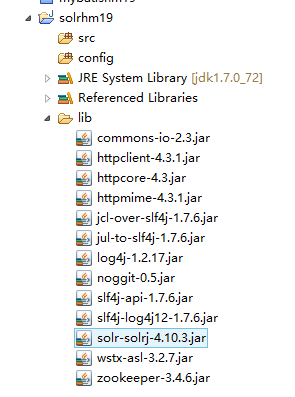 solrhm19
src
config
JRE System Library [jdk1.7.0_72]
Referenced Libraries
lib
commons-io-2.3.jar
httpclient-4.3.1.jar
httpcore-4.3.jar
httpmime-4.3.1.jar
jcl-over-slf4j-1.7.6.jar
jul-to-slf4j-1.7.6.jar
log4j-1.2.17.jar
noggit-0.5.jar
slf4j-api-1.7.6.jar
slf4j-log4j12-1.7.6.jar
solr-solrj-4.10.3.jar
wstx-asl-3.2.7.jar
zookeeper-3.4.6.jar